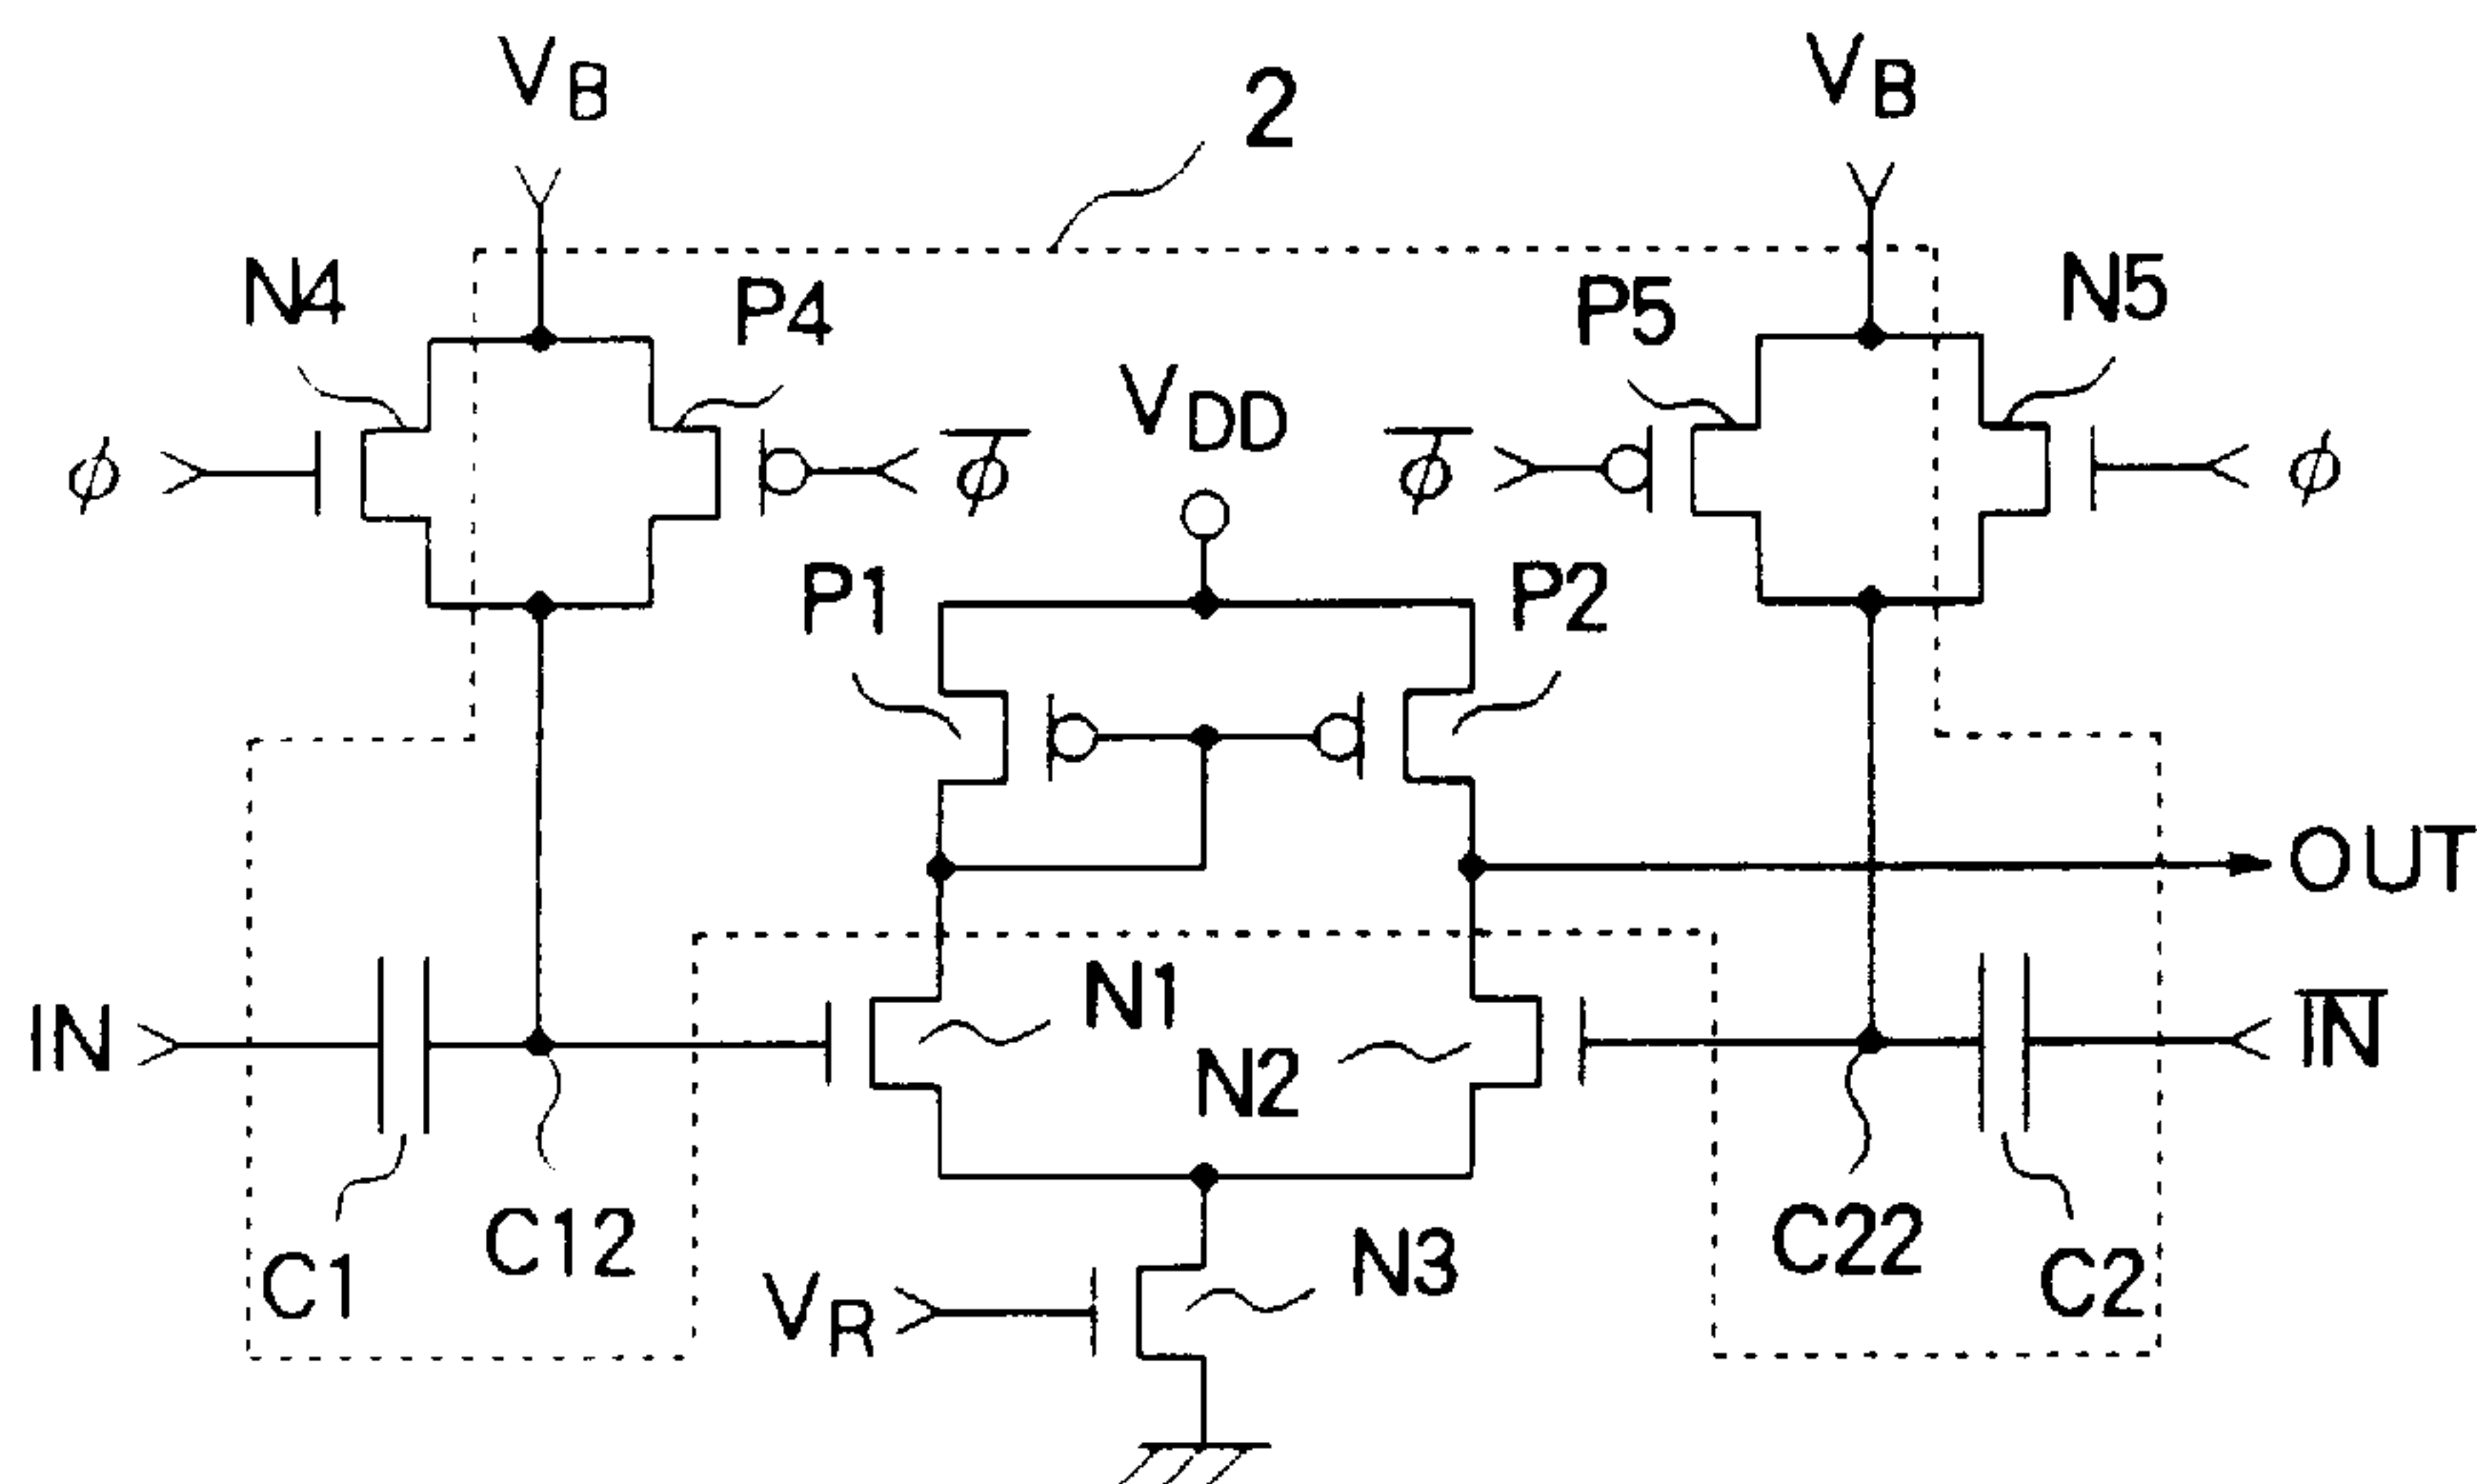 V_B
V_B
2
N4
P4
P5
N5
V_DD
ϕ
ϕ̅
ϕ̅
ϕ
P1
P2
OUT
IN
N1
N2
I̅N̅
C1
C12
V_R
N3
C22
C2